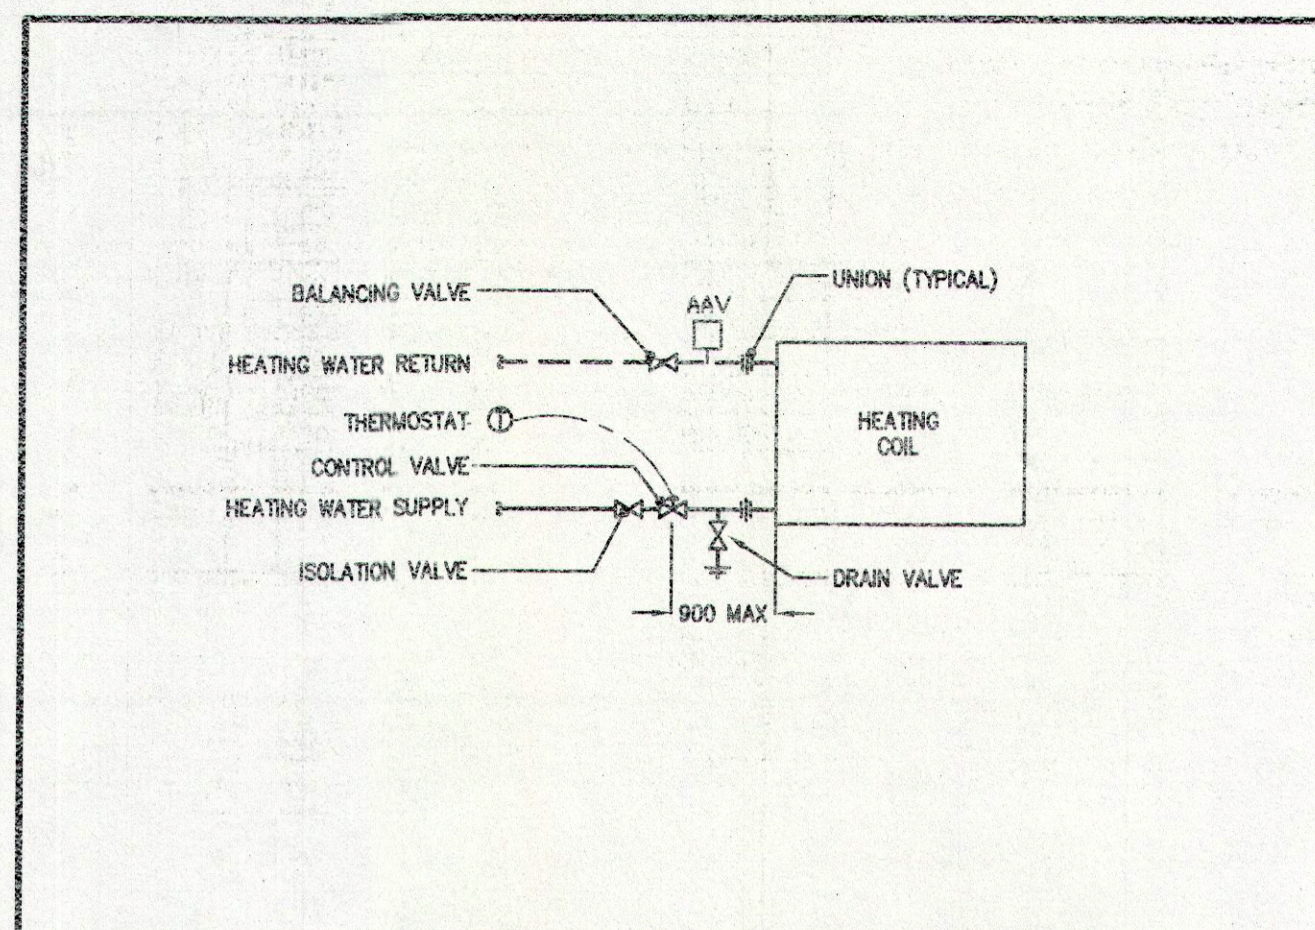 BALANCING VALVE
UNION (TYPICAL)
AAV
HEATING WATER RETURN
THERMOSTAT
T
HEATING
COIL
CONTROL VALVE
HEATING WATER SUPPLY
ISOLATION VALVE
DRAIN VALVE
900 MAX